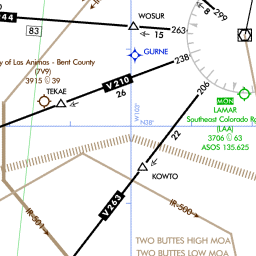 WOSUR
299
8
263
15
44
83
GURNE
y of Las Animas - Bent County
(7V9)
3915 39
238
V210
26
TEKAE
206
MON
LAMAR
Southeast Colorado R
(LAA)
3706 63
ASOS 135.625
W102°
N38°
22
KOWTO
V263
IR-501
IR-500
TWO BUTTES HIGH MOA
TWO BUTTES LOW MOA